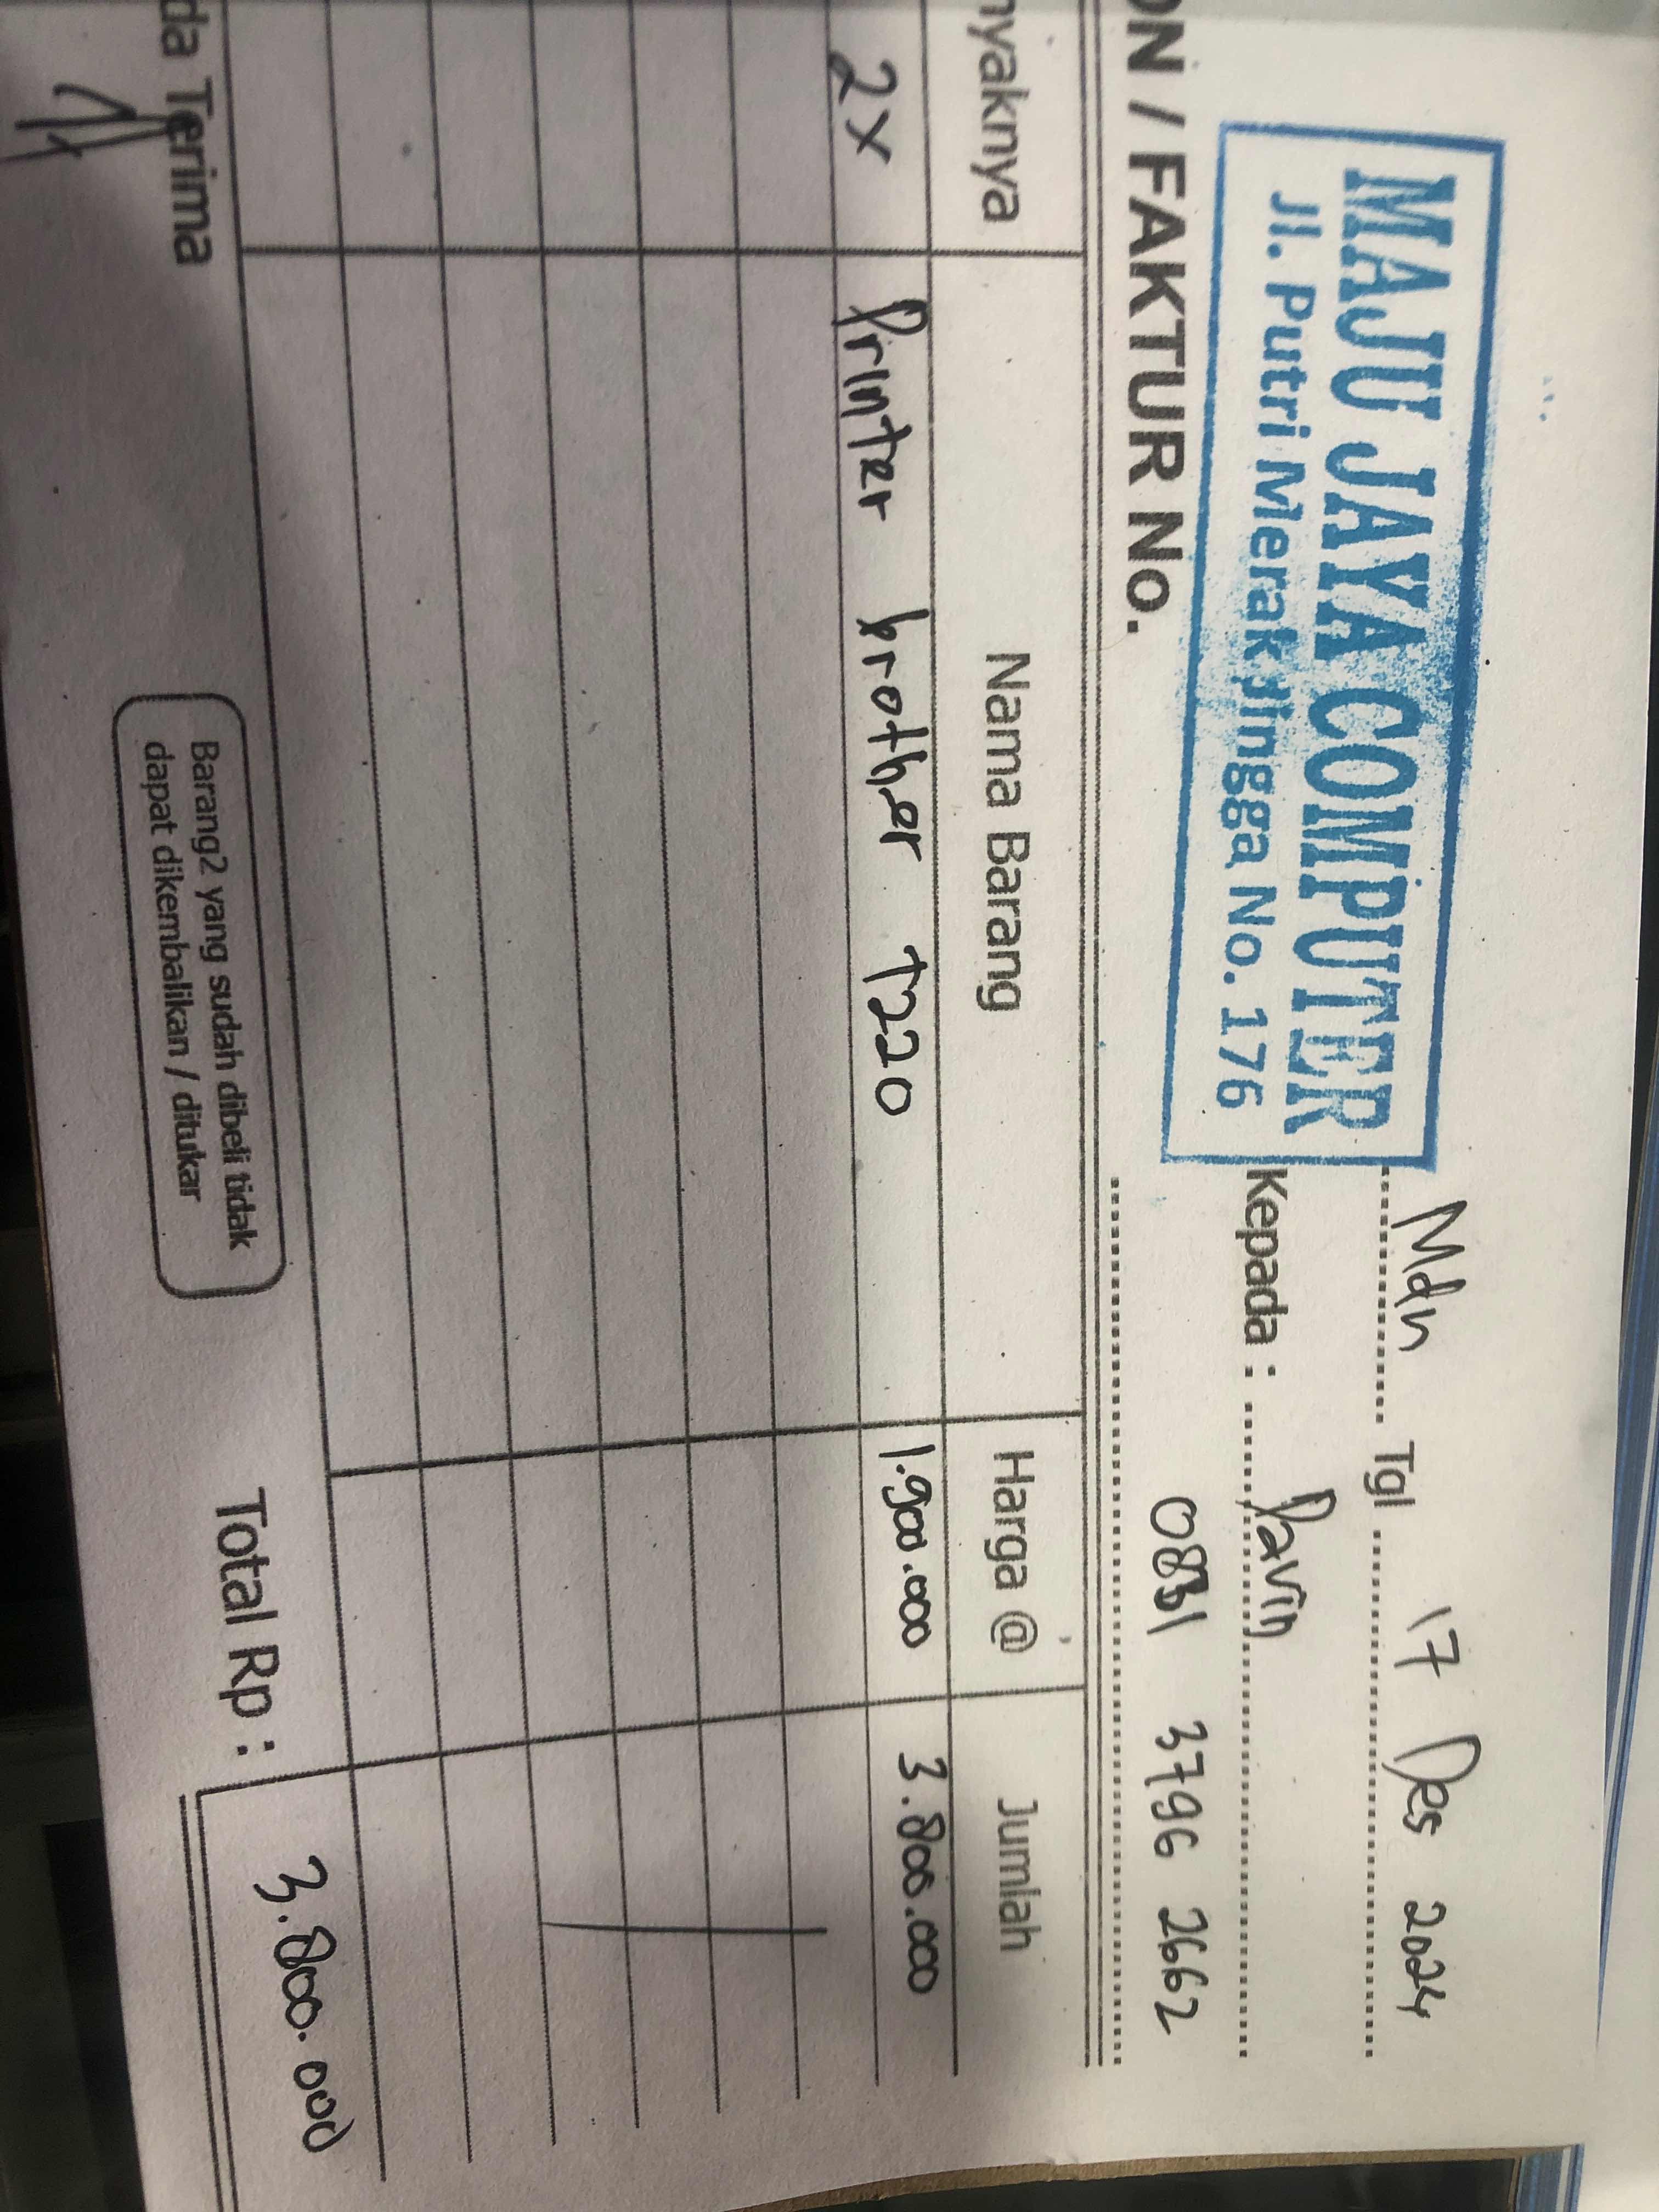 MAJU JAYA COMPUTER
Jl. Putri Merak Jingga No. 176
Mdn Tgl 17 Des 2024
Kepada : Pavin
0831 3796 2662
ON / FAKTUR No.
nyaknya Nama Barang Harga @ Jumlah
2x Printer brother t220 1.900.000 3.800.000
da Terima
Barang2 yang sudah dibeli tidak
dapat dikembalikan / ditukar
Total Rp : 3.800.000